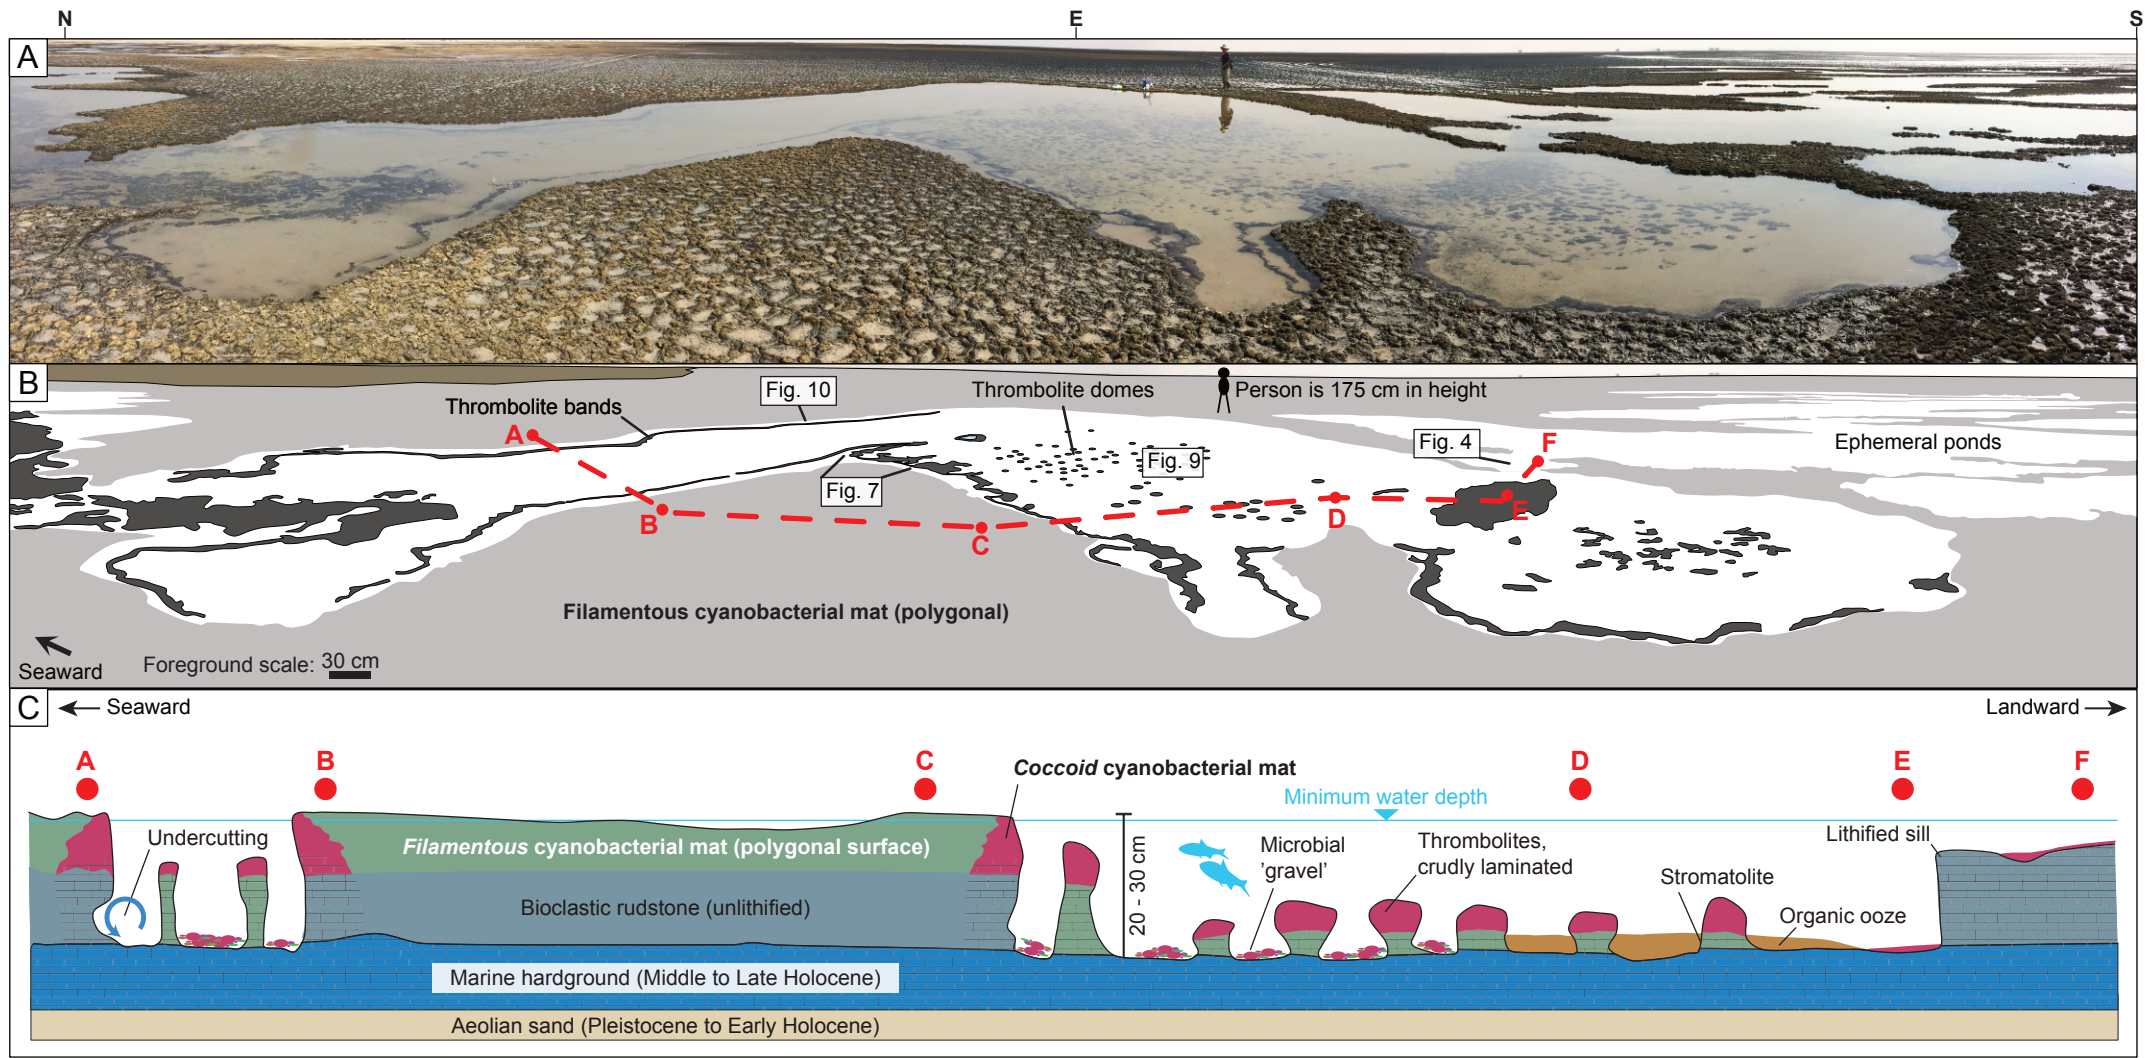 N
E
S
A
B
Fig. 10
Thrombolite domes
Person is 175 cm in height
Thrombolite bands
A
Fig. 4
F
Ephemeral ponds
Fig. 9
Fig. 7
B
C
D
E
Filamentous cyanobacterial mat (polygonal)
Seaward
Foreground scale: 30 cm
C
Seaward
Landward
A
B
C
D
E
F
Coccoid cyanobacterial mat
Minimum water depth
Undercutting
Filamentous cyanobacterial mat (polygonal surface)
20 - 30 cm
Microbial
'gravel'
Thrombolites,
crudly laminated
Lithified sill
Stromatolite
Organic ooze
Bioclastic rudstone (unlithified)
Marine hardground (Middle to Late Holocene)
Aeolian sand (Pleistocene to Early Holocene)